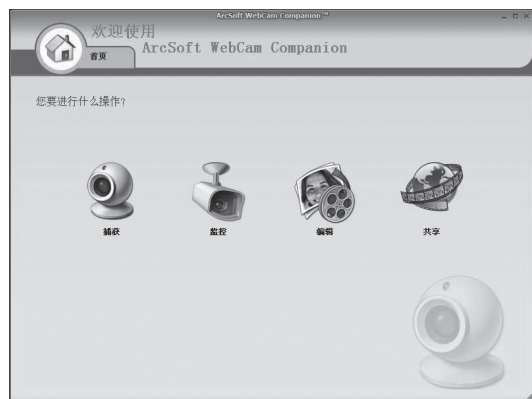 ArcSoft WebCam Companion™
欢迎使用
首页
ArcSoft WebCam Companion
您要进行什么操作?
捕获
监控
编辑
共享